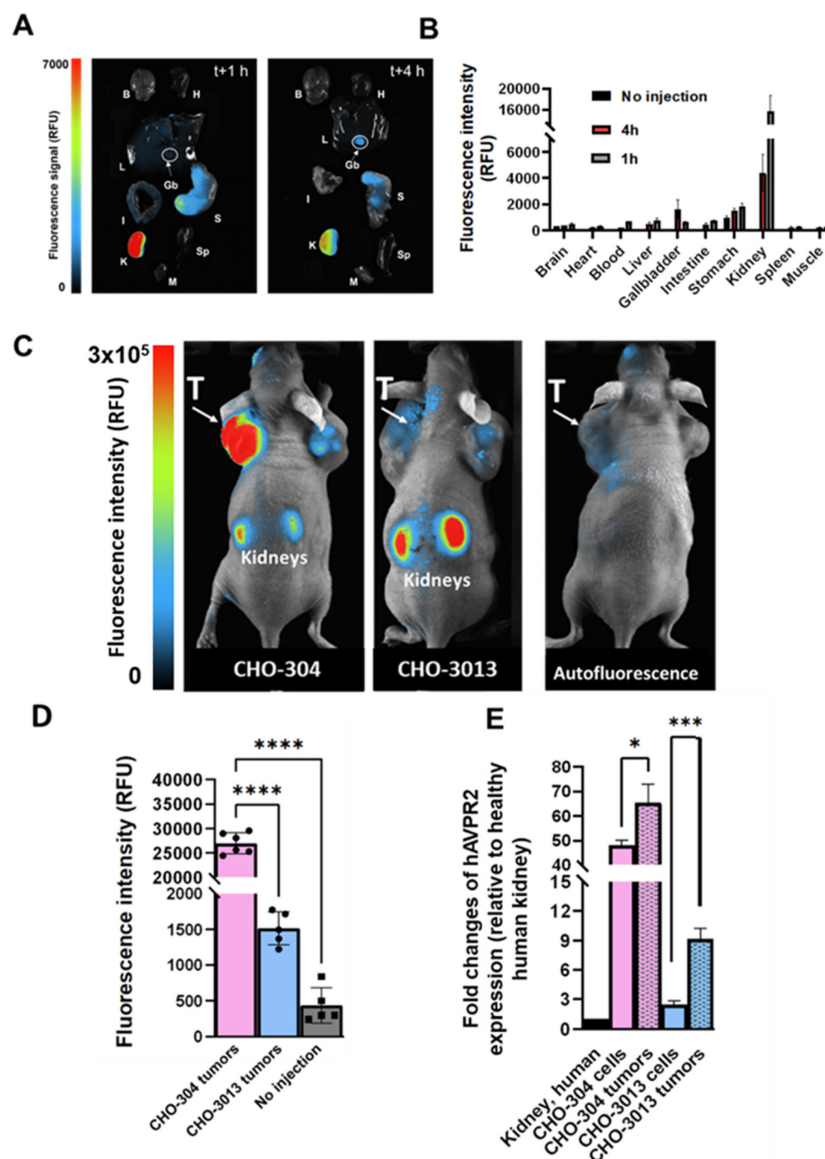 A
7000
Fluorescence signal (RFU)
0
t+1 h
B
H
L
Gb
I
S
K
Sp
M
t+4 h
B
H
L
Gb
I
S
K
Sp
M
B
Fluorescence intensity
(RFU)
20000
16000
6000
4000
2000
0
No injection
4h
1h
Brain
Heart
Blood
Liver
Gallbladder
Intestine
Stomach
Kidney
Spleen
Muscle
C
3x10⁵
Fluorescence intensity (RFU)
0
T
Kidneys
CHO-304
T
Kidneys
CHO-3013
T
Autofluorescence
D
Fluorescence intensity (RFU)
40000
35000
30000
25000
20000
2000
1500
1000
500
0
****
****
CHO-304 tumors
CHO-3013 tumors
No injection
E
Fold changes of hAVPR2
expression (relative to healthy
human kidney)
80
70
60
50
40
15
12
9
6
3
0
*
***
Kidney, human
CHO-304 cells
CHO-304 tumors
CHO-3013 cells
CHO-3013 tumors